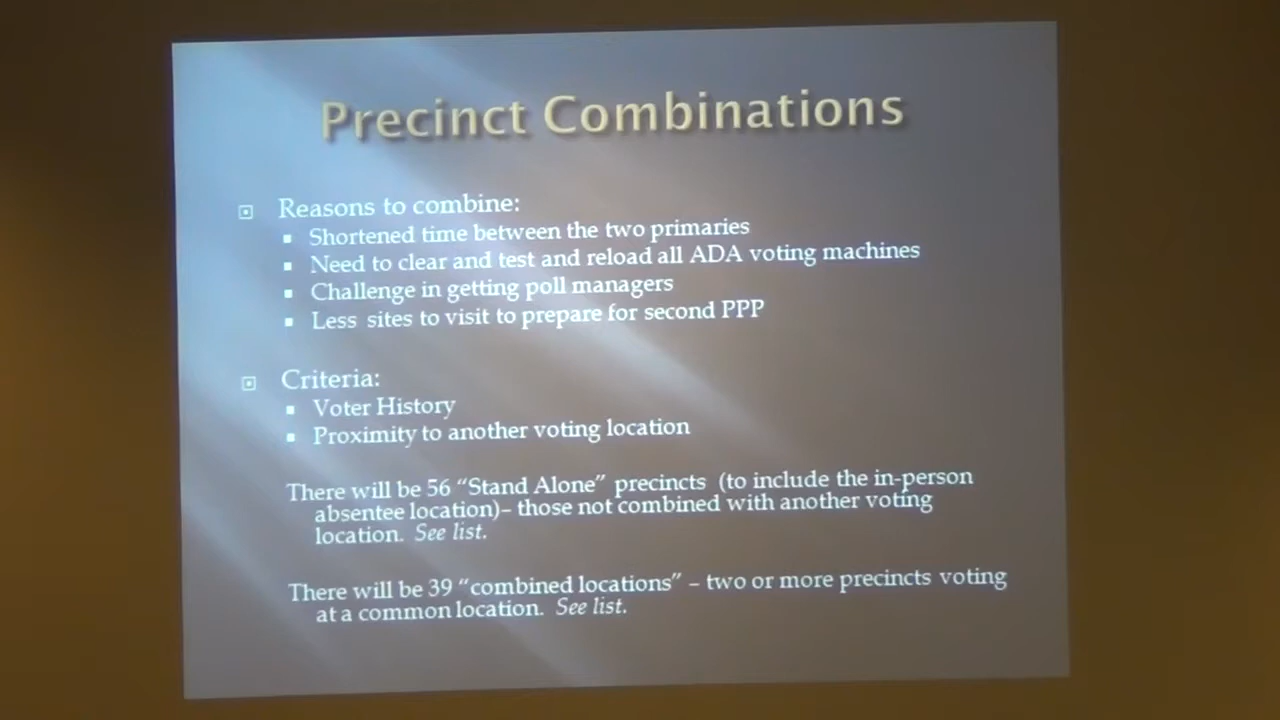 Precinct Combinations
Reasons to combine:
Shortened time between the two primaries
Need to clear and test and reload all ADA voting machines
Challenge in getting poll managers
Less sites to visit to prepare for second PPP
Criteria:
Voter History
Proximity to another voting location
There will be 56 “Stand Alone” precincts (to include the in-person
absentee location)– those not combined with another voting
location. See list.
There will be 39 “combined locations” – two or more precincts voting
at a common location. See list.